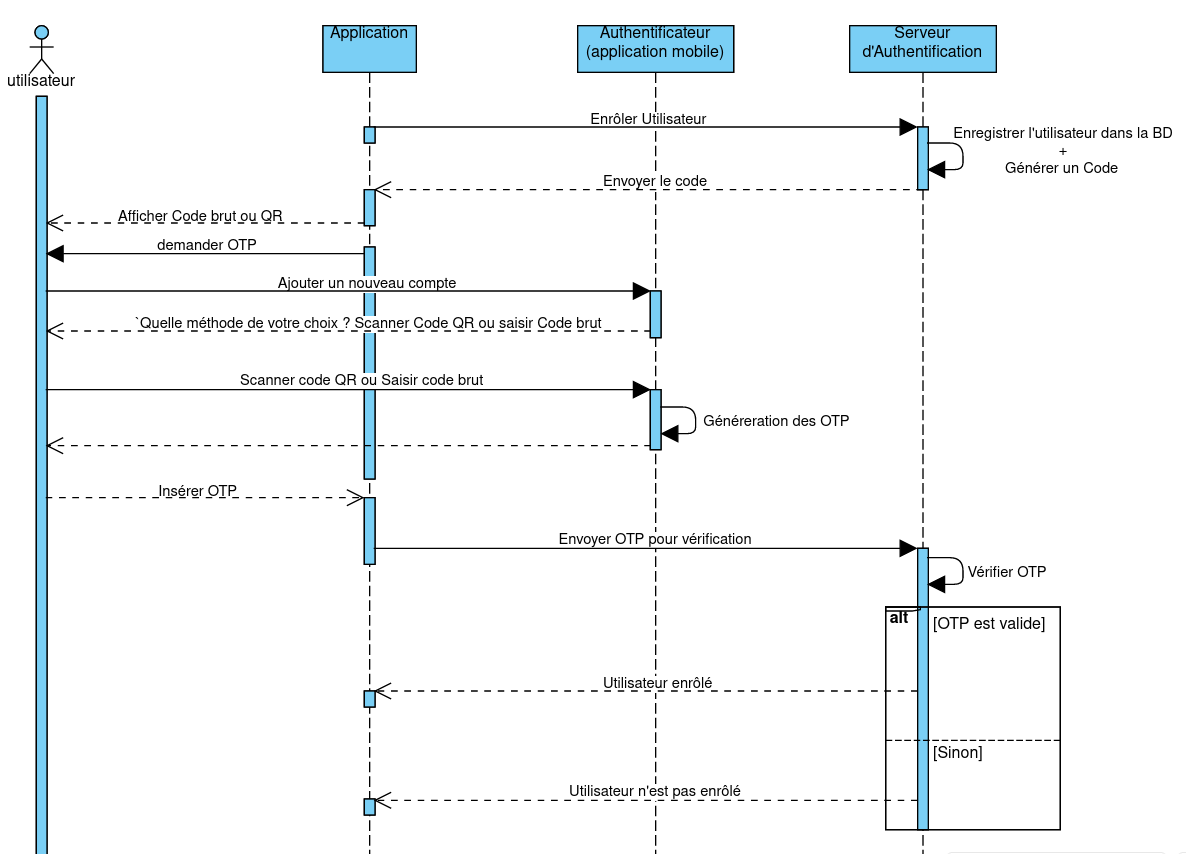 utilisateur
Application
Authentificateur
(application mobile)
Serveur
d'Authentification
Enrôler Utilisateur
Enregistrer l'utilisateur dans la BD
+
Générer un Code
Envoyer le code
Afficher Code brut ou QR
demander OTP
Ajouter un nouveau compte
`Quelle méthode de votre choix ? Scanner Code QR ou saisir Code brut
Scanner code QR ou Saisir code brut
Généreration des OTP
Insérer OTP
Envoyer OTP pour vérification
Vérifier OTP
alt
[OTP est valide]
Utilisateur enrôlé
[Sinon]
Utilisateur n'est pas enrôlé